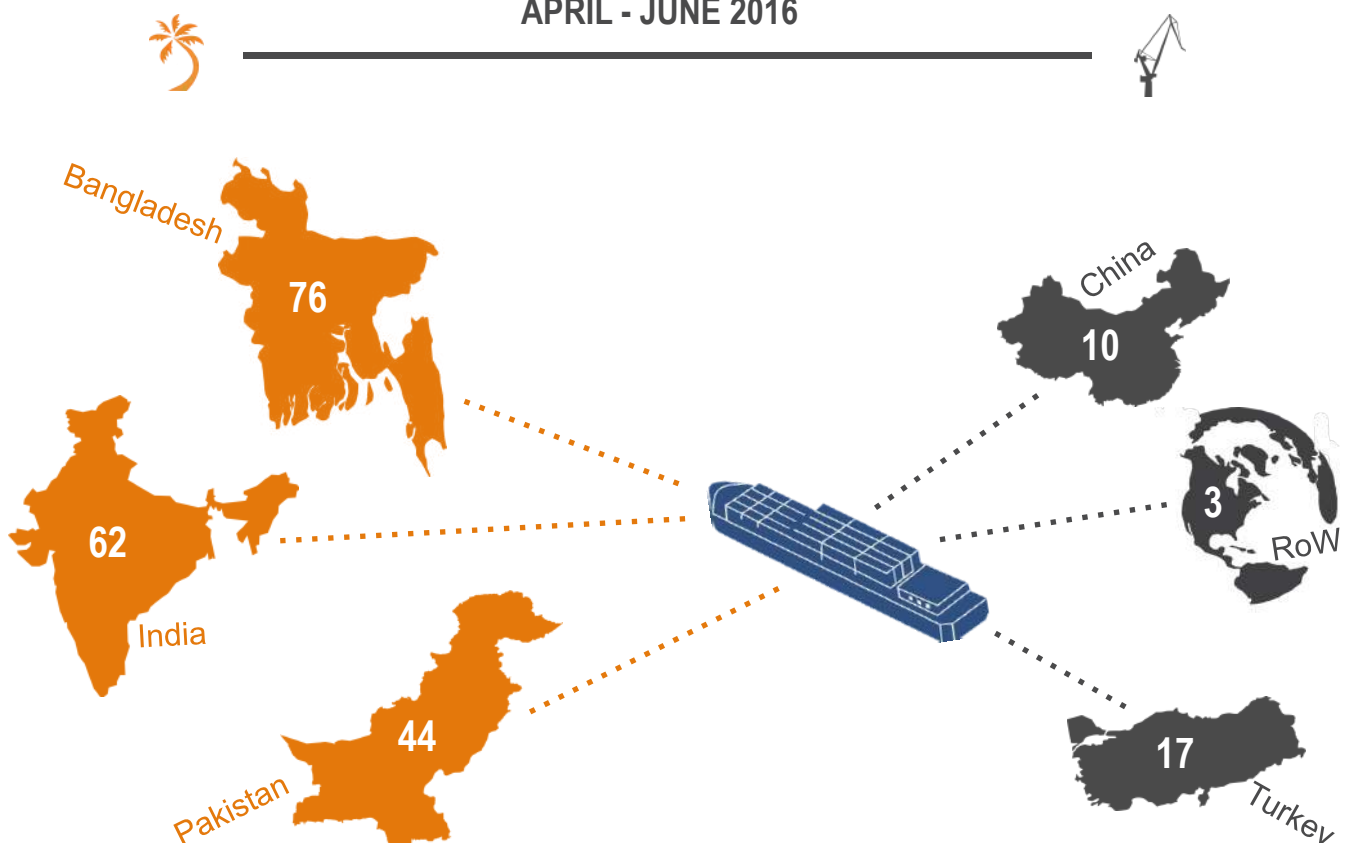 APRIL - JUNE 2016
Bangladesh
76
China
10
62
India
3
RoW
44
Pakistan
17
Turkey